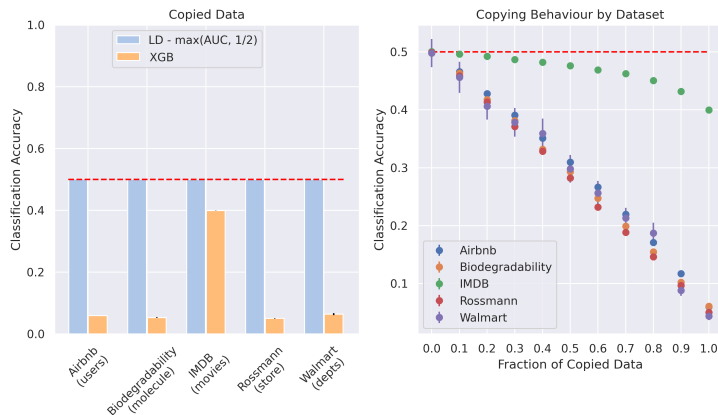 Copied Data
LD - max(AUC, 1/2)
XGB
Classification Accuracy
1.0
0.8
0.6
0.4
0.2
0.0
Airbnb
(users)
Biodegradability
(molecule)
IMDB
(movies)
Rossmann
(store)
Walmart
(depts)
Copying Behaviour by Dataset
Classification Accuracy
0.5
0.4
0.3
0.2
0.1
Airbnb
Biodegradability
IMDB
Rossmann
Walmart
0.0 0.1 0.2 0.3 0.4 0.5 0.6 0.7 0.8 0.9 1.0
Fraction of Copied Data